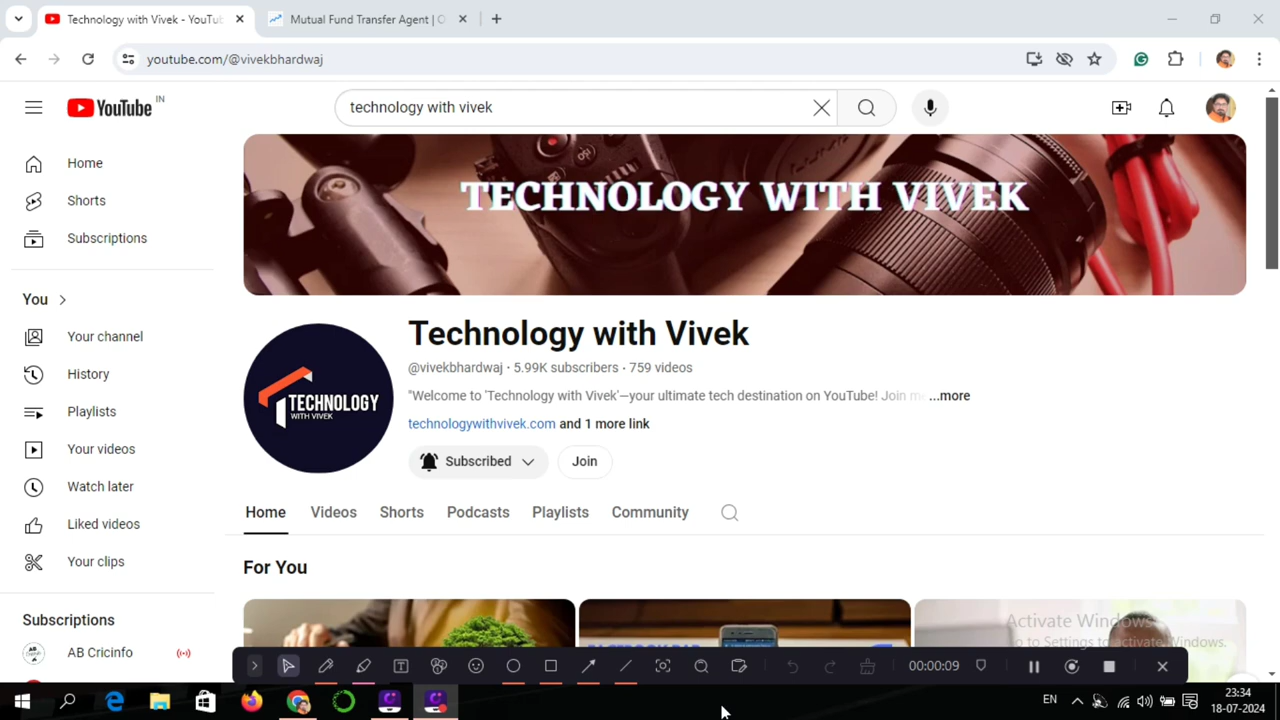 Technology with Vivek - YouTu
Mutual Fund Transfer Agent | O
youtube.com/@vivekbhardwaj
YouTube IN
technology with vivek
Home
Shorts
Subscriptions
You
Your channel
History
Playlists
Your videos
Watch later
Liked videos
Your clips
Subscriptions
AB Cricinfo
TECHNOLOGY WITH VIVEK
TECHNOLOGY
WITH VIVEK
Technology with Vivek
@vivekbhardwaj • 5.99K subscribers • 759 videos
"Welcome to 'Technology with Vivek'—your ultimate tech destination on YouTube! Join me ...more
technologywithvivek.com and 1 more link
Subscribed
Join
Home
Videos
Shorts
Podcasts
Playlists
Community
For You
Activate Windows
Go to Settings to activate Windows.
00:00:09
EN
23:34
18-07-2024